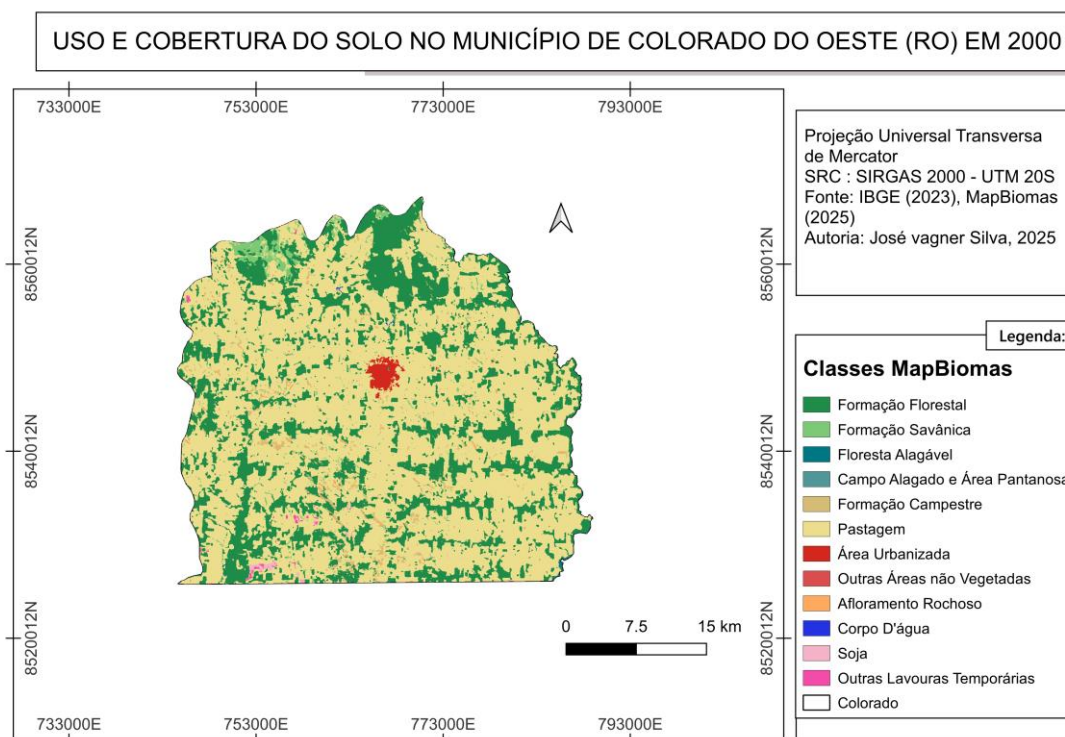 USO E COBERTURA DO SOLO NO MUNICÍPIO DE COLORADO DO OESTE (RO) EM 2000
733000E 753000E 773000E 793000E
Projeção Universal Transversa
de Mercator
SRC : SIRGAS 2000 - UTM 20S
Fonte: IBGE (2023), MapBiomas
(2025)
Autoria: José vagner Silva, 2025
8560012N 8560012N
8540012N 8540012N
8520012N 8520012N
Legenda:
Classes MapBiomas
Formação Florestal
Formação Savânica
Floresta Alagável
Campo Alagado e Área Pantanosa
Formação Campestre
Pastagem
Área Urbanizada
Outras Áreas não Vegetadas
Afloramento Rochoso
Corpo D'água
Soja
Outras Lavouras Temporárias
Colorado
0 7.5 15 km
733000E 753000E 773000E 793000E